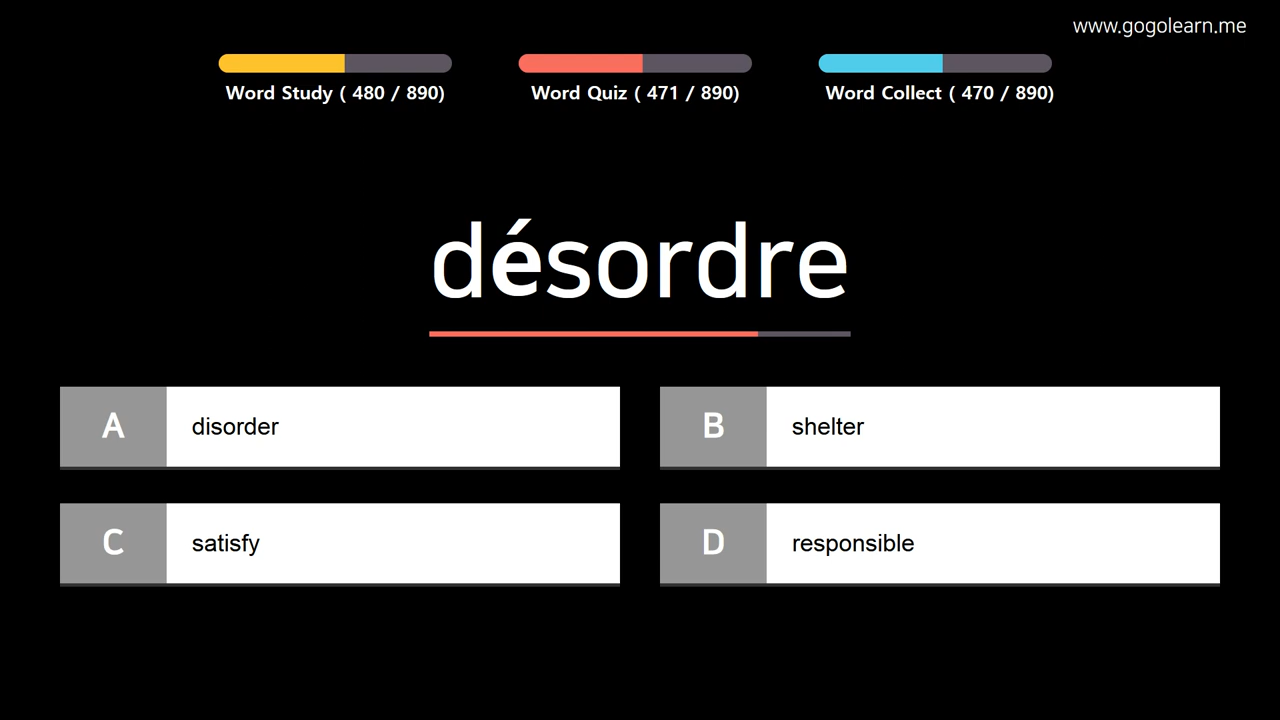 www.gogolearn.me
Word Study ( 480 / 890)
Word Quiz ( 471 / 890)
Word Collect ( 470 / 890)
désordre
A disorder
B shelter
C satisfy
D responsible